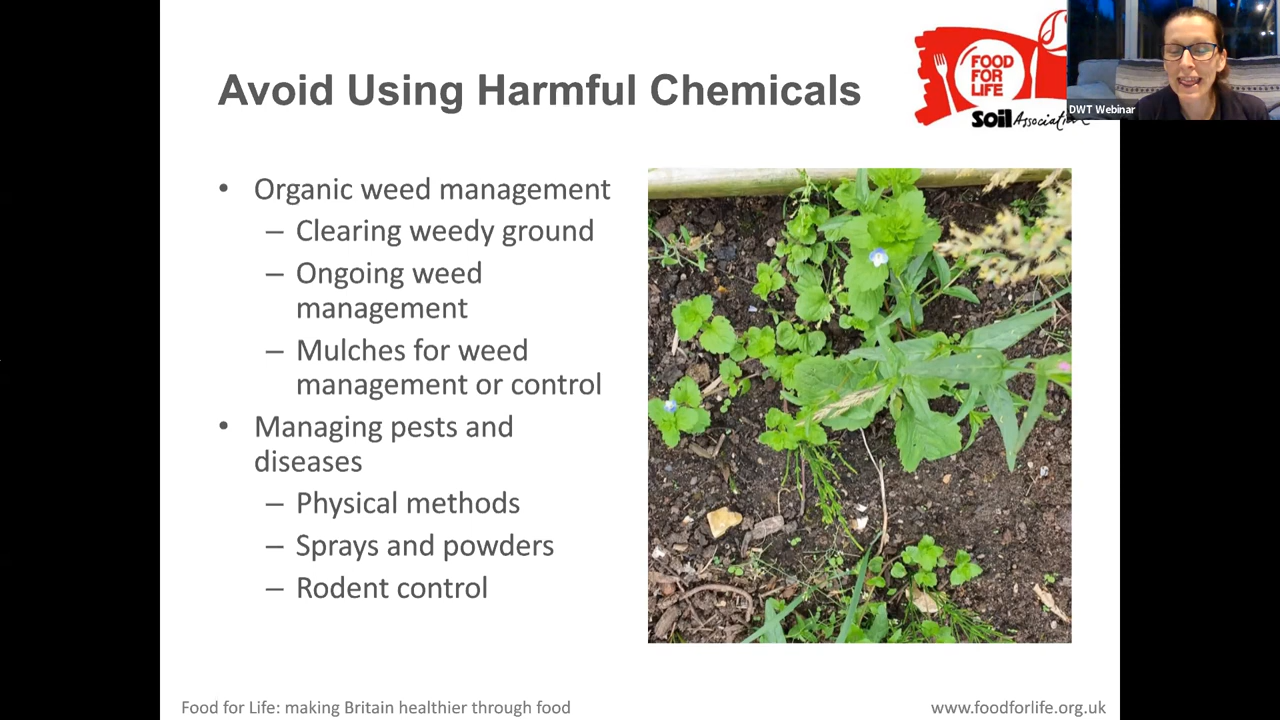 Avoid Using Harmful Chemicals
FOOD
FOR
LIFE
Soil Association
DWT Webinar
• Organic weed management
– Clearing weedy ground
– Ongoing weed
management
– Mulches for weed
management or control
• Managing pests and
diseases
– Physical methods
– Sprays and powders
– Rodent control
Food for Life: making Britain healthier through food
www.foodforlife.org.uk